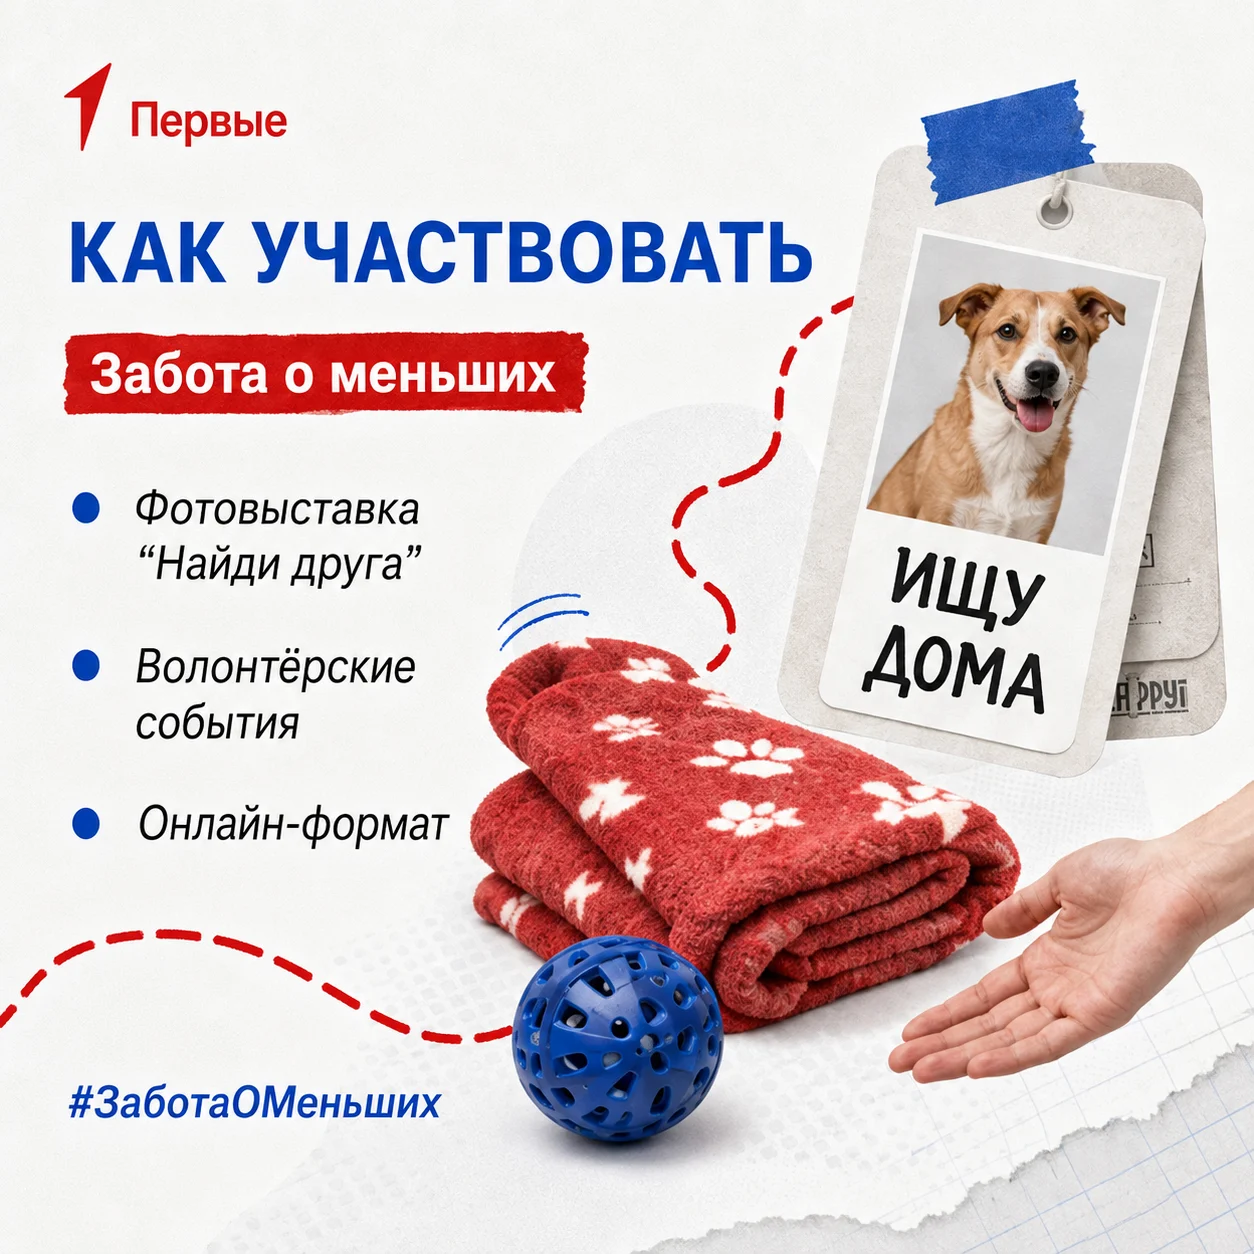 Первые
КАК УЧАСТВОВАТЬ
Забота о меньших
Фотовыставка
“Найди друга”
Волонтёрские
события
Онлайн-формат
#ЗаботаОМеньших
ИЩУ
ДОМА